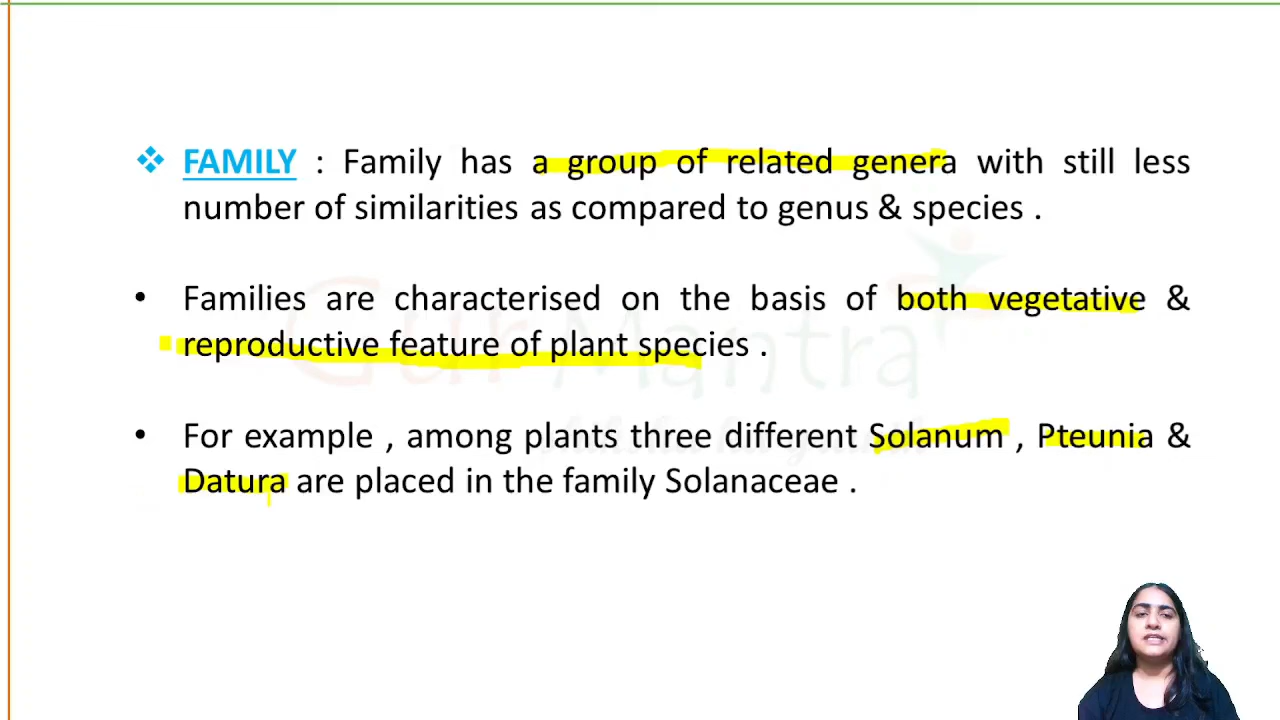 ❖ FAMILY : Family has a group of related genera with still less
number of similarities as compared to genus & species .
• Families are characterised on the basis of both vegetative &
reproductive feature of plant species .
• For example , among plants three different Solanum , Pteunia &
Datura are placed in the family Solanaceae .
Gur Mantra